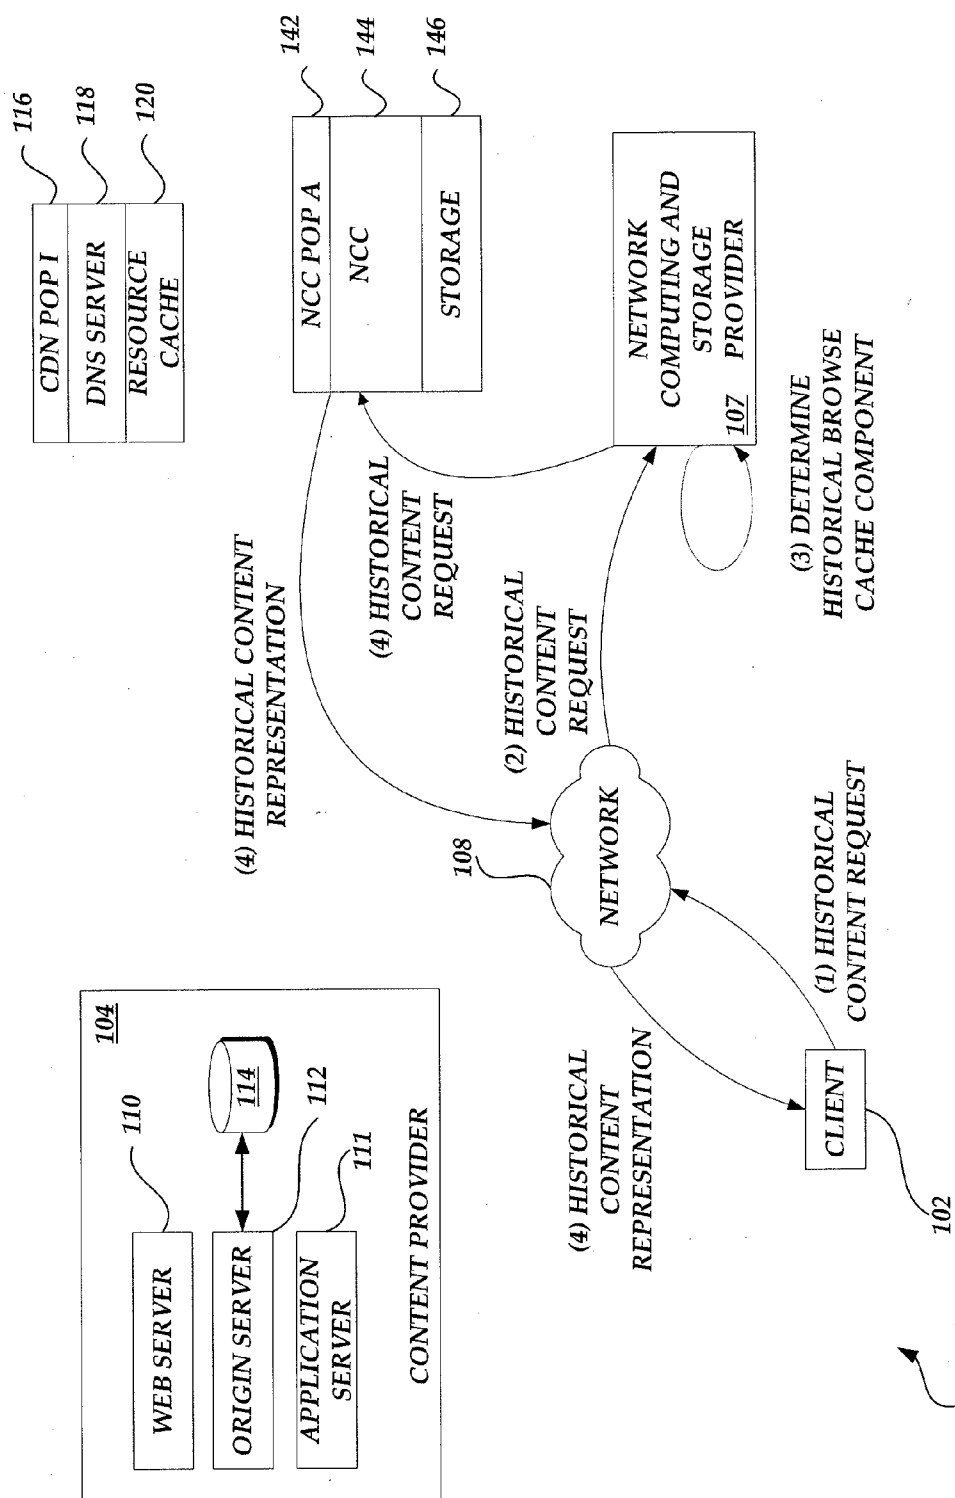 104
110
WEB SERVER
114
ORIGIN SERVER
112
APPLICATION
SERVER
111
CONTENT PROVIDER
CDN POP I
DNS SERVER
RESOURCE
CACHE
116
118
120
(4) HISTORICAL CONTENT
REPRESENTATION
NCC POP A
NCC
STORAGE
142
144
146
(4) HISTORICAL
CONTENT
REQUEST
108
NETWORK
(2) HISTORICAL
CONTENT
REQUEST
NETWORK
COMPUTING AND
STORAGE
PROVIDER
107
(4) HISTORICAL
CONTENT
REPRESENTATION
CLIENT
102
(1) HISTORICAL
CONTENT REQUEST
(3) DETERMINE
HISTORICAL BROWSE
CACHE COMPONENT